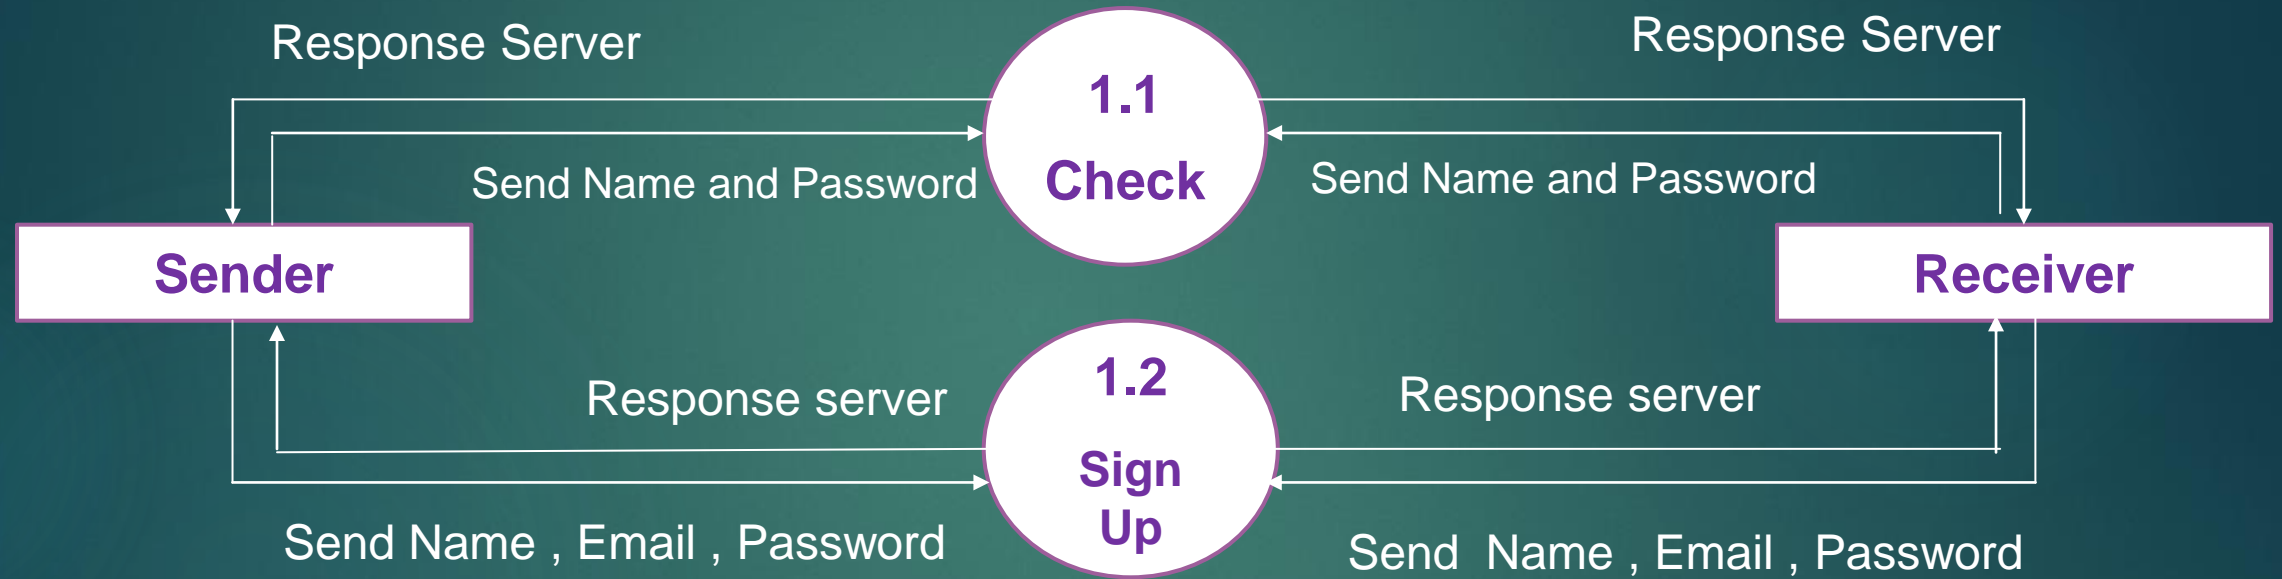 Response Server
Response Server
1.1
Check
Send Name and Password
Send Name and Password
Sender
Receiver
1.2
Sign
Up
Response server
Response server
Send Name , Email , Password
Send  Name , Email , Password